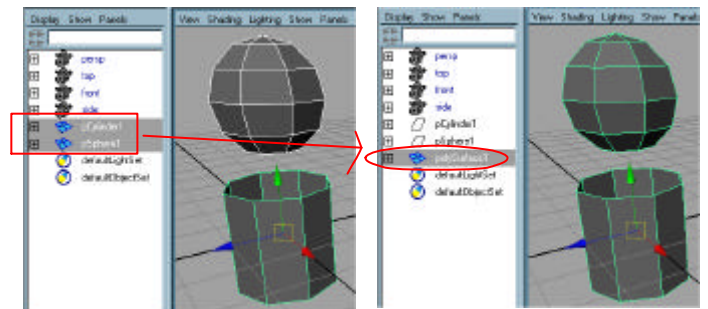 Display Show Panels
View Shading Lighting Show Panels
persp
top
front
side
pCylinder1
pSphere1
defaultLightSet
defaultObjectSet
Display Show Panels
View Shading Lighting Show Panels
persp
top
front
side
pCylinder1
pSphere1
polySurface1
defaultLightSet
defaultObjectSet